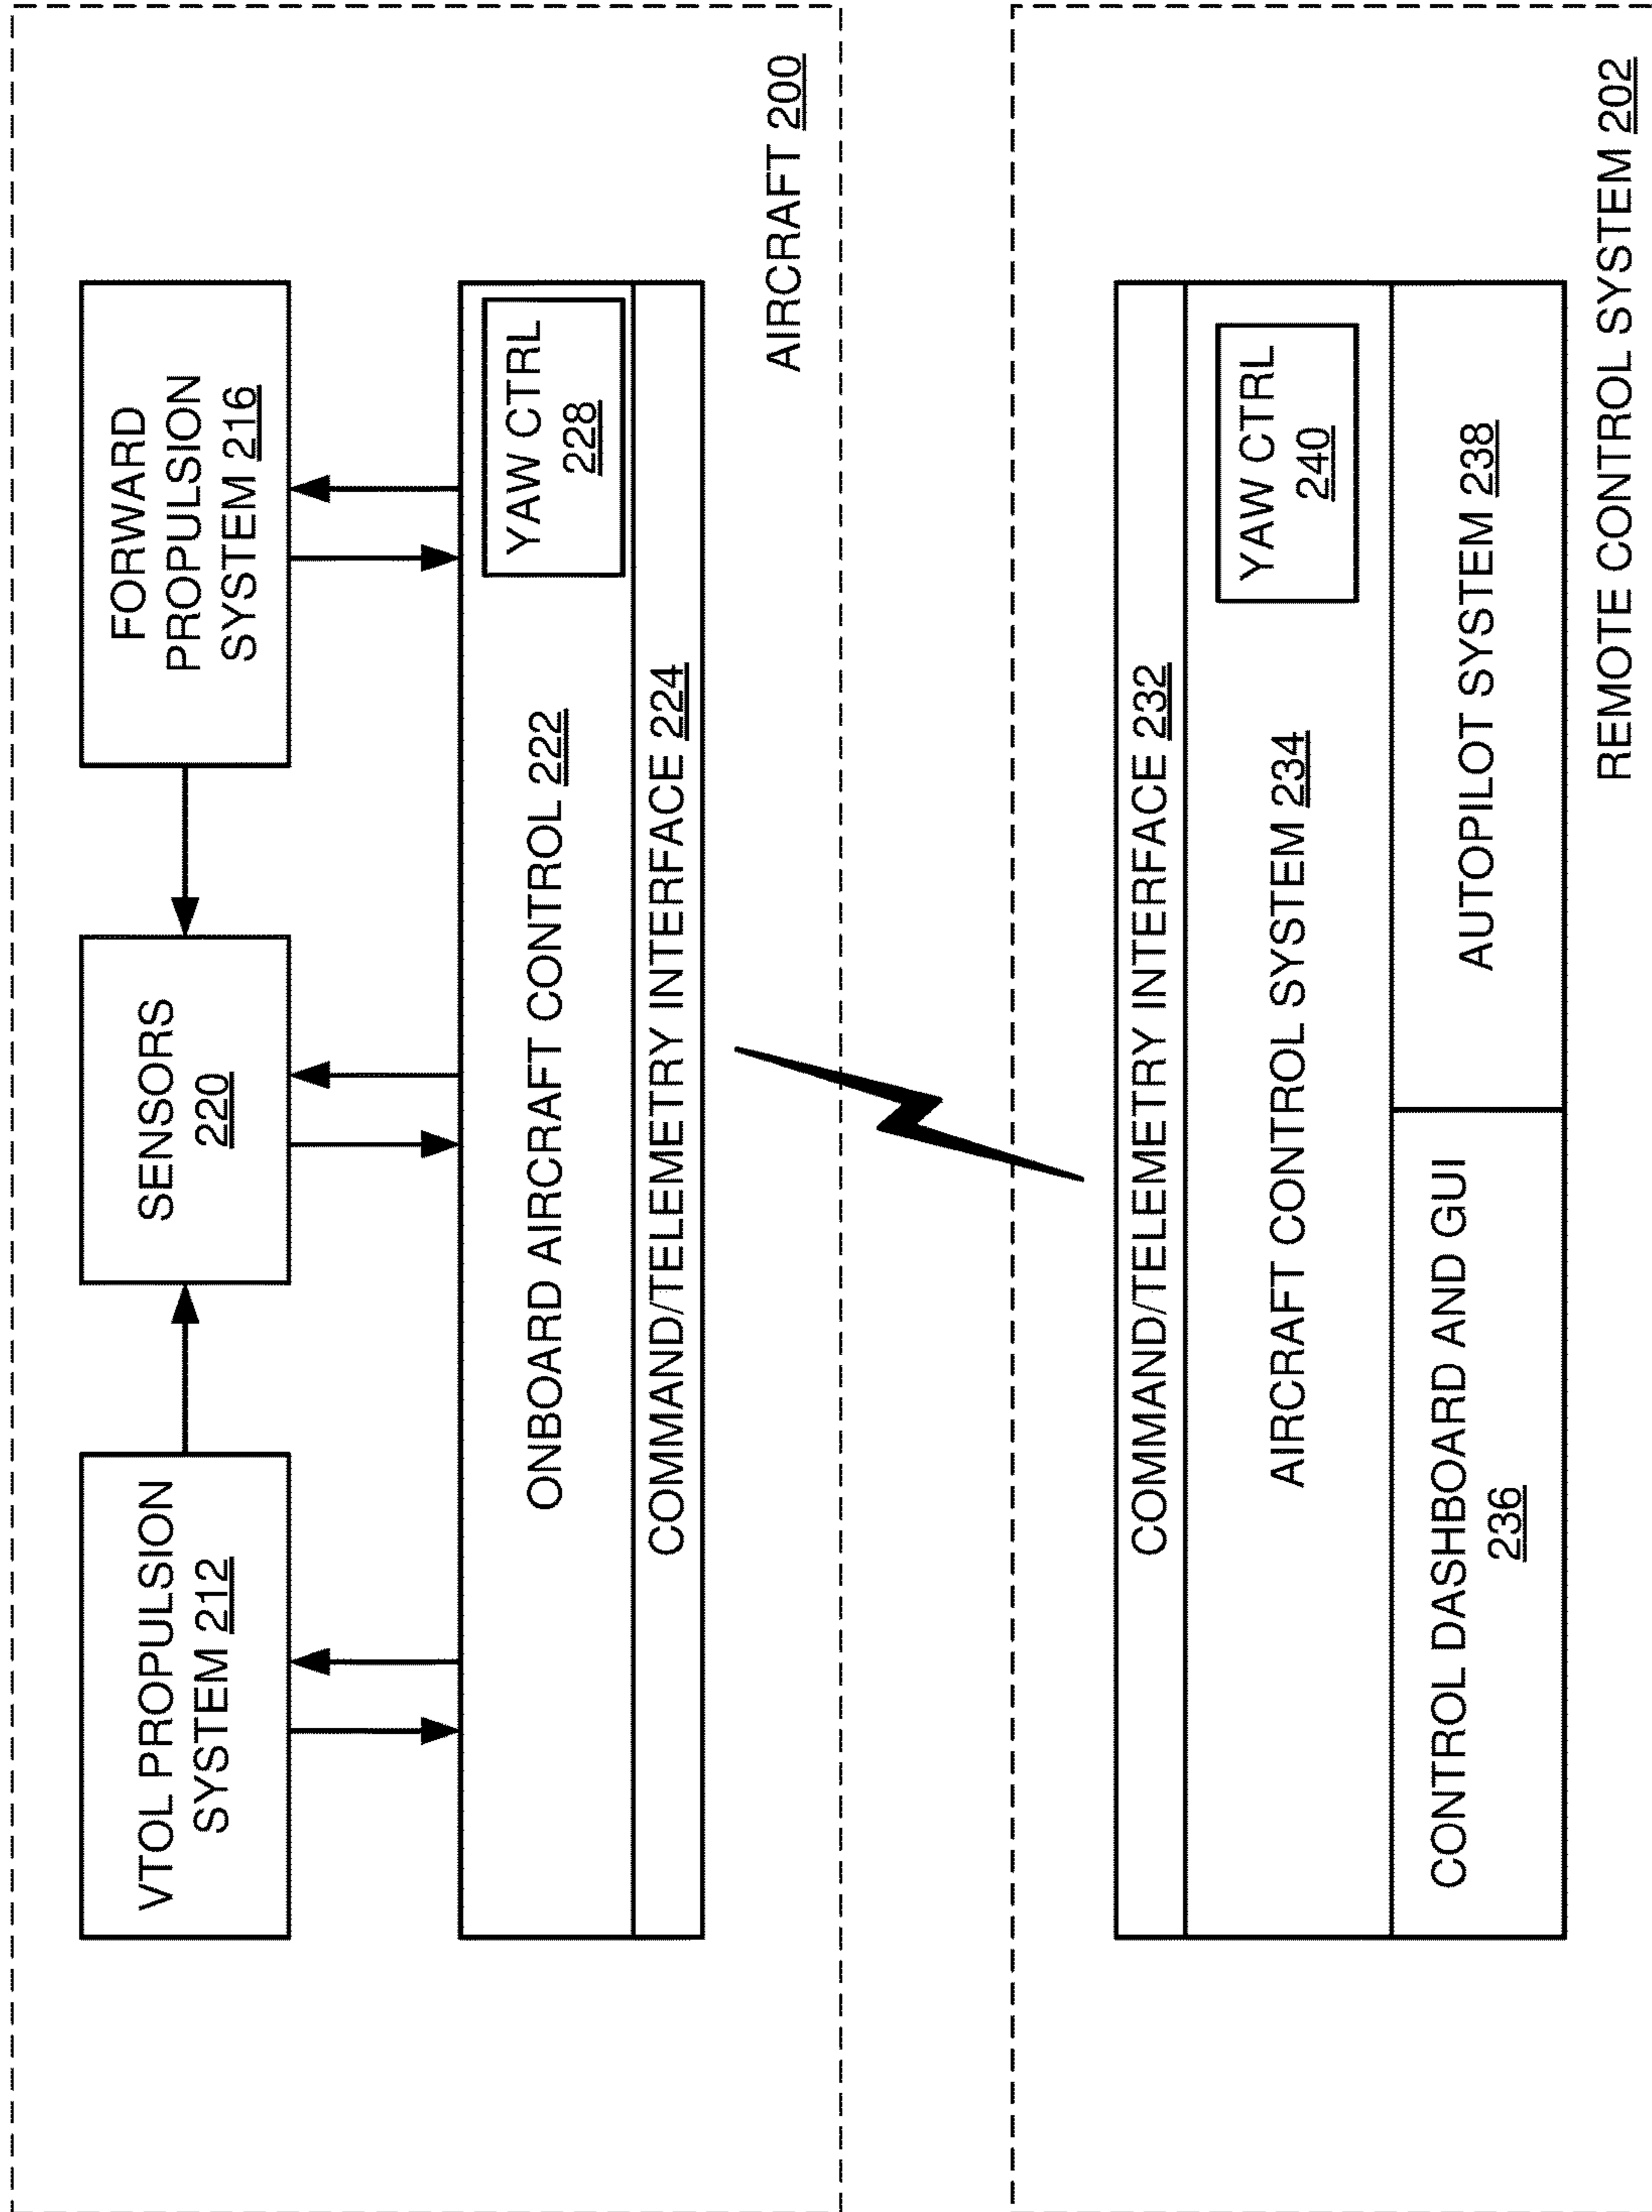 VTOL PROPULSION
SYSTEM 212
SENSORS
220
FORWARD
PROPULSION
SYSTEM 216
ONBOARD AIRCRAFT CONTROL 222
YAW CTRL
228
COMMAND/TELEMETRY INTERFACE 224
AIRCRAFT 200
COMMAND/TELEMETRY INTERFACE 232
AIRCRAFT CONTROL SYSTEM 234
YAW CTRL
240
CONTROL DASHBOARD AND GUI
236
AUTOPILOT SYSTEM 238
REMOTE CONTROL SYSTEM 202